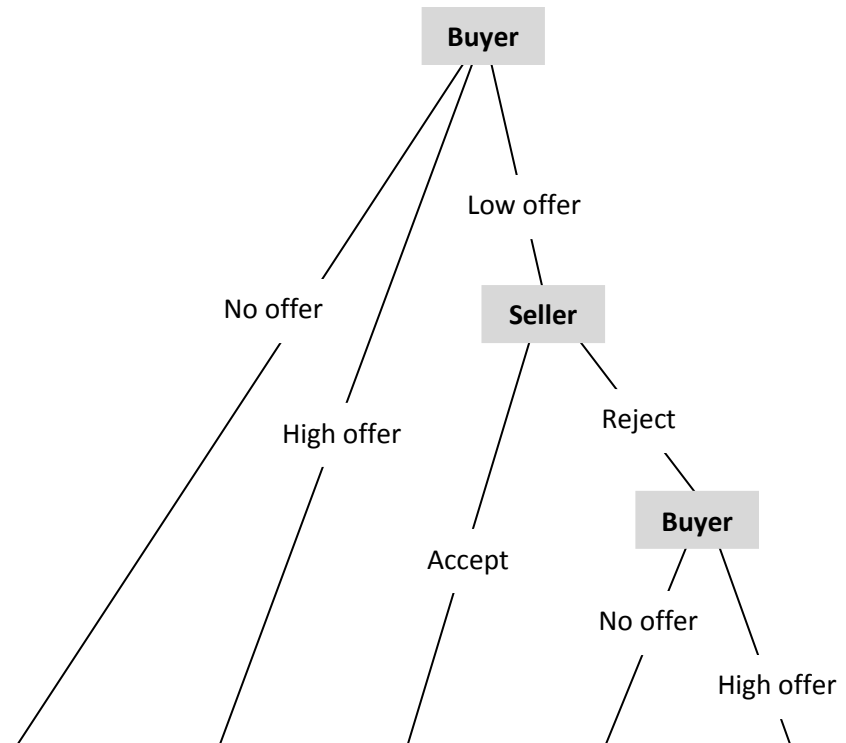 Buyer
Low offer
No offer
Seller
Reject
High offer
Buyer
Accept
No offer
High offer